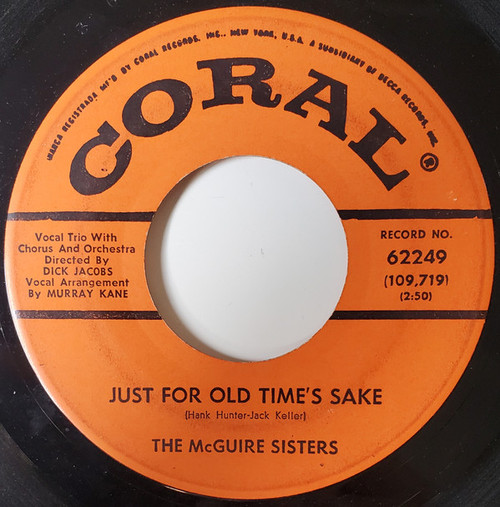 MARCA REGISTRADA MF'D BY CORAL RECORDS, INC., NEW YORK, U.S.A. A SUBSIDIARY OF DECCA RECORDS, INC.
CORAL®
Vocal Trio With
Chorus And Orchestra
Directed By
DICK JACOBS
Vocal Arrangement
By MURRAY KANE
RECORD NO.
62249
(109,719)
(2:50)
JUST FOR OLD TIME'S SAKE
(Hank Hunter-Jack Keller)
THE McGUIRE SISTERS